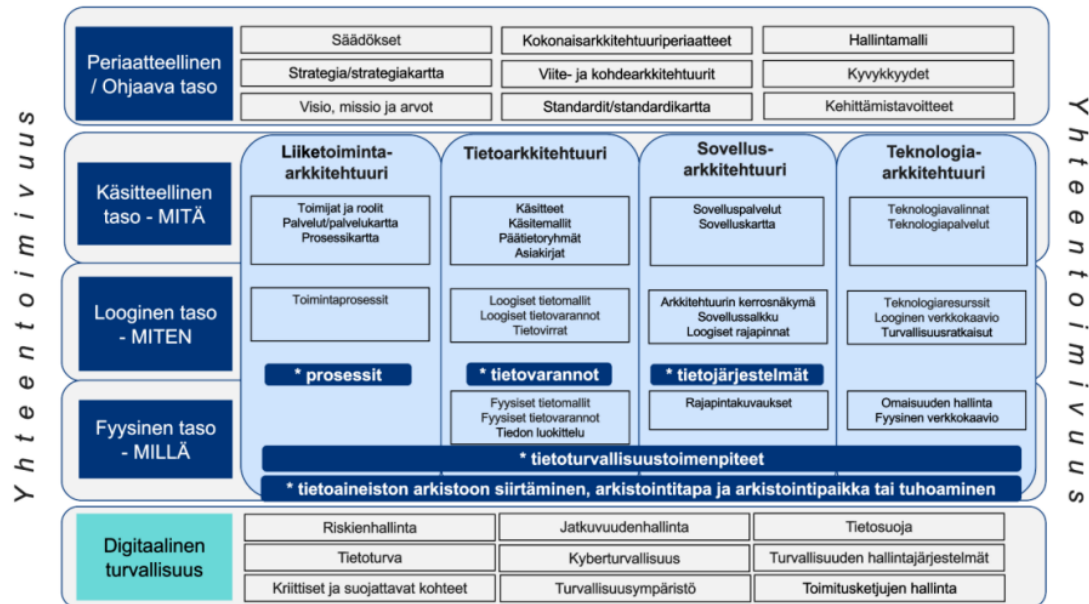 Yhteentoimivuus
Periaatteellinen
/ Ohjaava taso
Säädökset
Kokonaisarkkitehtuuriperiaatteet
Hallintamalli
Strategia/strategiakartta
Viite- ja kohdearkkitehtuurit
Kyvykkyydet
Visio, missio ja arvot
Standardit/standardikartta
Kehittämistavoitteet
Käsitteellinen
taso - MITÄ
Liiketoiminta-
arkkitehtuuri
Toimijat ja roolit
Palvelut/palvelukartta
Prosessikartta
Tietoarkkitehtuuri
Käsitteet
Käsitemallit
Päätietoryhmät
Asiakirjat
Sovellus-
arkkitehtuuri
Sovelluspalvelut
Sovelluskartta
Teknologia-
arkkitehtuuri
Teknologiavalinnat
Teknologiapalvelut
Looginen taso
- MITEN
Toimintaprosessit
Loogiset tietomallit
Loogiset tietovarannot
Tietovirrat
Arkkitehtuurin kerrosnäkymä
Sovellussalkku
Loogiset rajapinnat
Teknologiaresurssit
Looginen verkkokaavio
Turvallisuusratkaisut
* prosessit
* tietovarannot
* tietojärjestelmät
Fyysinen taso
- MILLÄ
Fyysiset tietomallit
Fyysiset tietovarannot
Tiedon luokittelu
Rajapintakuvaukset
Omaisuuden hallinta
Fyysinen verkkokaavio
* tietoturvallisuustoimenpiteet
* tietoaineiston arkistoon siirtäminen, arkistointitapa ja arkistointipaikka tai tuhoaminen
Digitaalinen
turvallisuus
Riskienhallinta
Jatkuvuudenhallinta
Tietosuoja
Tietoturva
Kyberturvallisuus
Turvallisuuden hallintajärjestelmät
Kriittiset ja suojattavat kohteet
Turvallisuusympäristö
Toimitusketjujen hallinta
Yhteentoimivuus